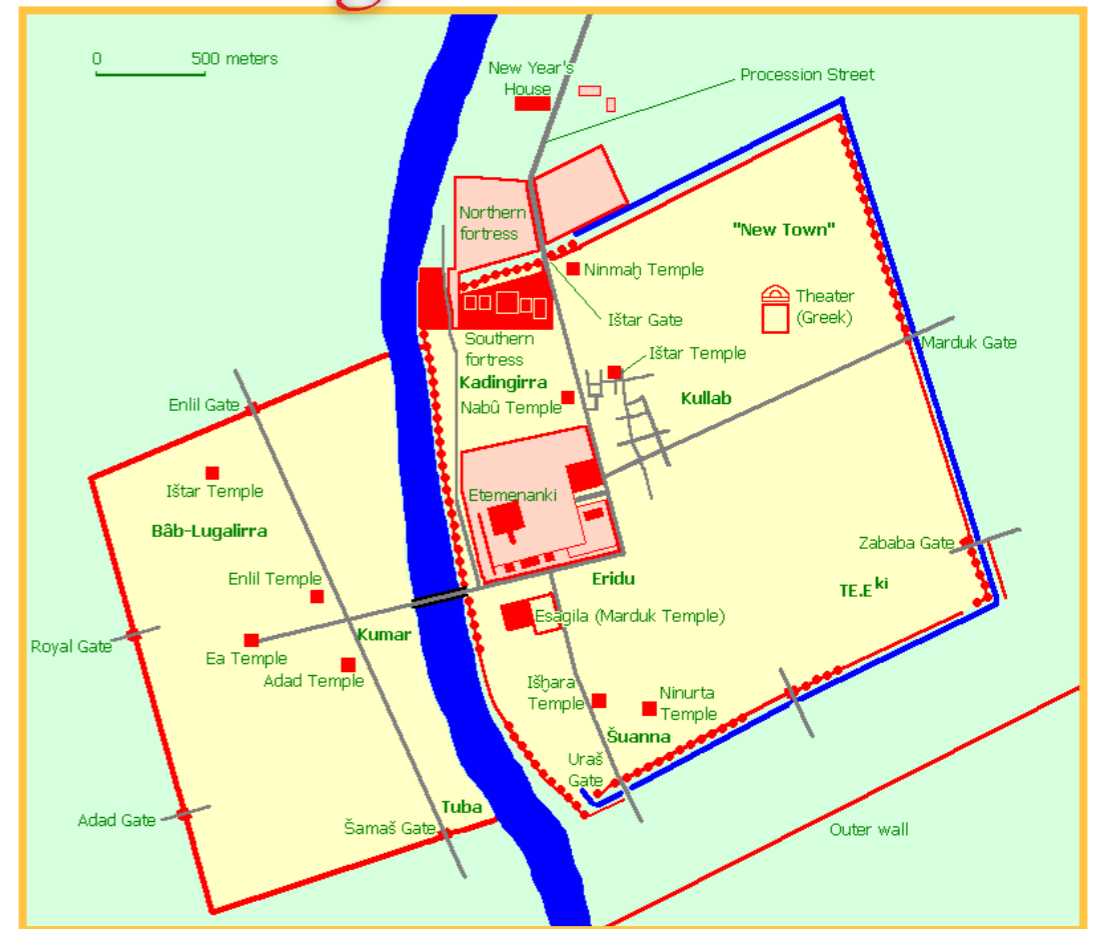 0 500 meters
New Year's
House
Procession Street
Northern
fortress
"New Town"
Ninmaḫ Temple
Theater
(Greek)
Ištar Gate
Southern
fortress
Ištar Temple
Marduk Gate
Kadingirra
Nabû Temple
Kullab
Enlil Gate
Ištar Temple
Etemenanki
Bâb-Lugalirra
Zababa Gate
Enlil Temple
Eridu
TE.E ki
Esagila (Marduk Temple)
Royal Gate
Kumar
Ea Temple
Adad Temple
Išḫara
Temple
Ninurta
Temple
Šuanna
Uraš
Gate
Tuba
Adad Gate
Šamaš Gate
Outer wall